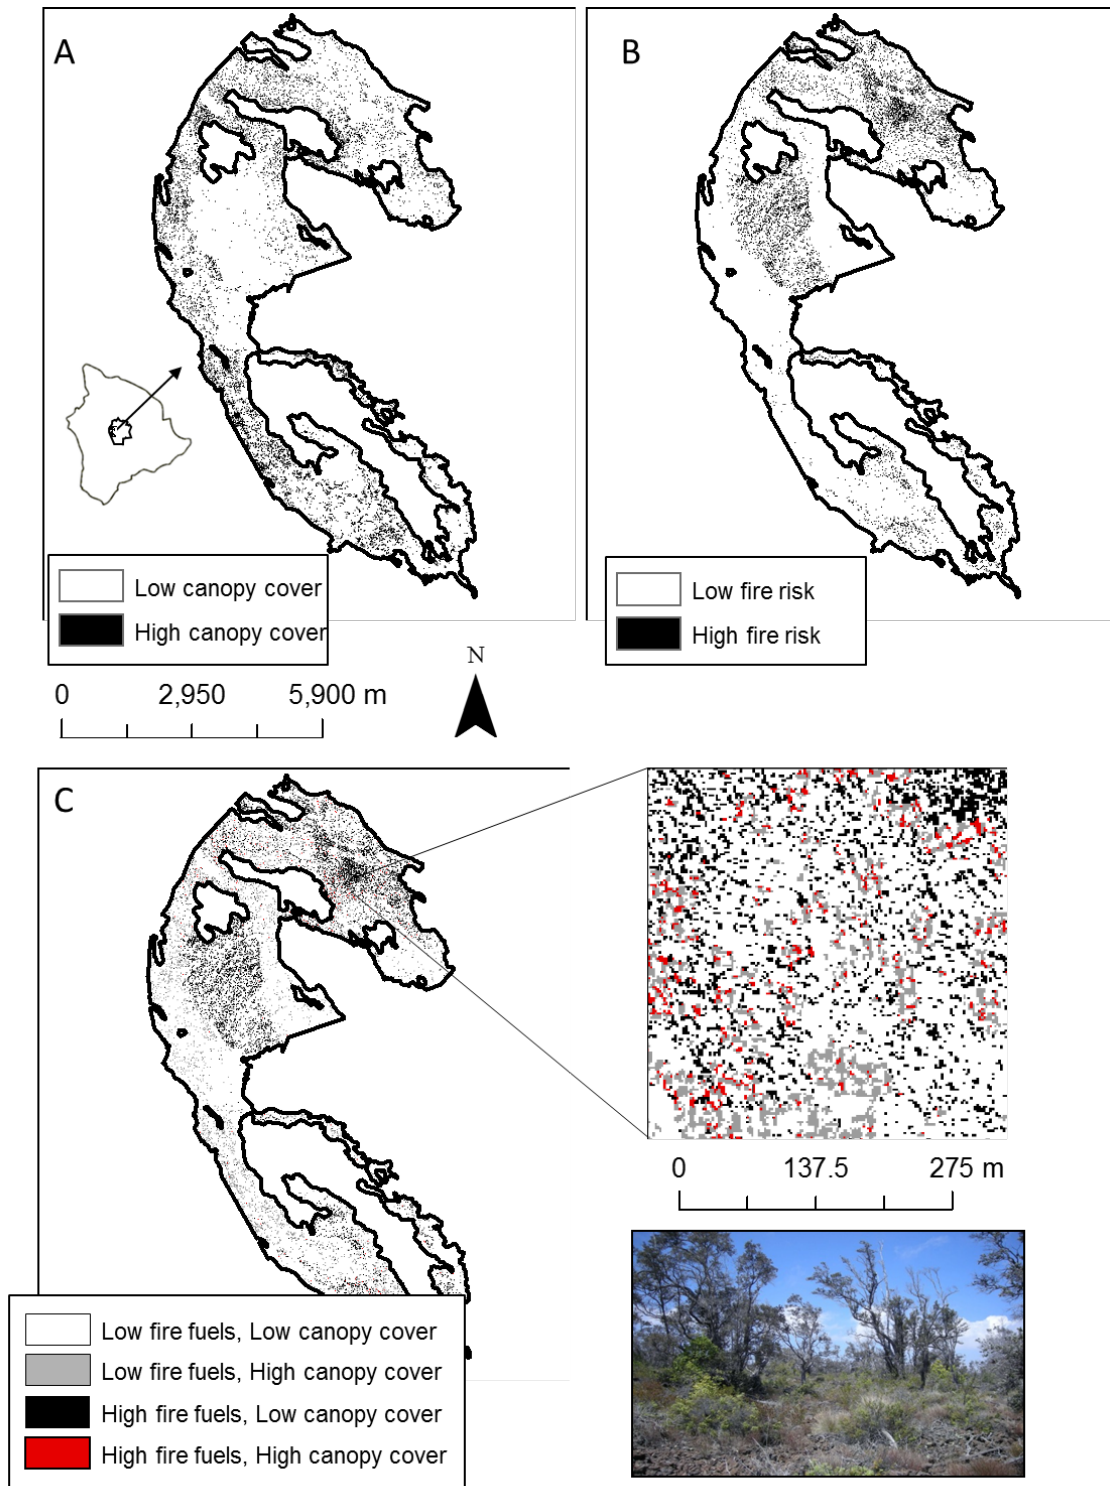 A
B
Low canopy cover
High canopy cover
Low fire risk
High fire risk
N
0 2,950 5,900 m
C
0 137.5 275 m
Low fire fuels, Low canopy cover
Low fire fuels, High canopy cover
High fire fuels, Low canopy cover
High fire fuels, High canopy cover